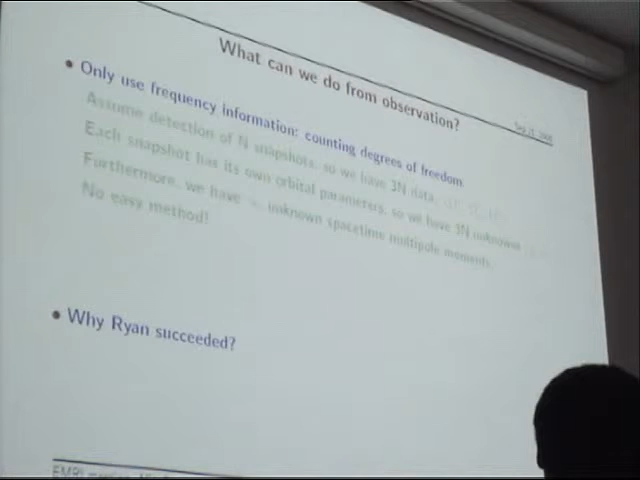 What can we do from observation?
• Only use frequency information: counting degrees of freedom
Assume detection of N snapshots, so we have 3N data,
Each snapshot has its own orbital parameters, so we have 3N unknowns
Furthermore, we have ∞ unknown spacetime multipole moments
No easy method!
• Why Ryan succeeded?
EMRI